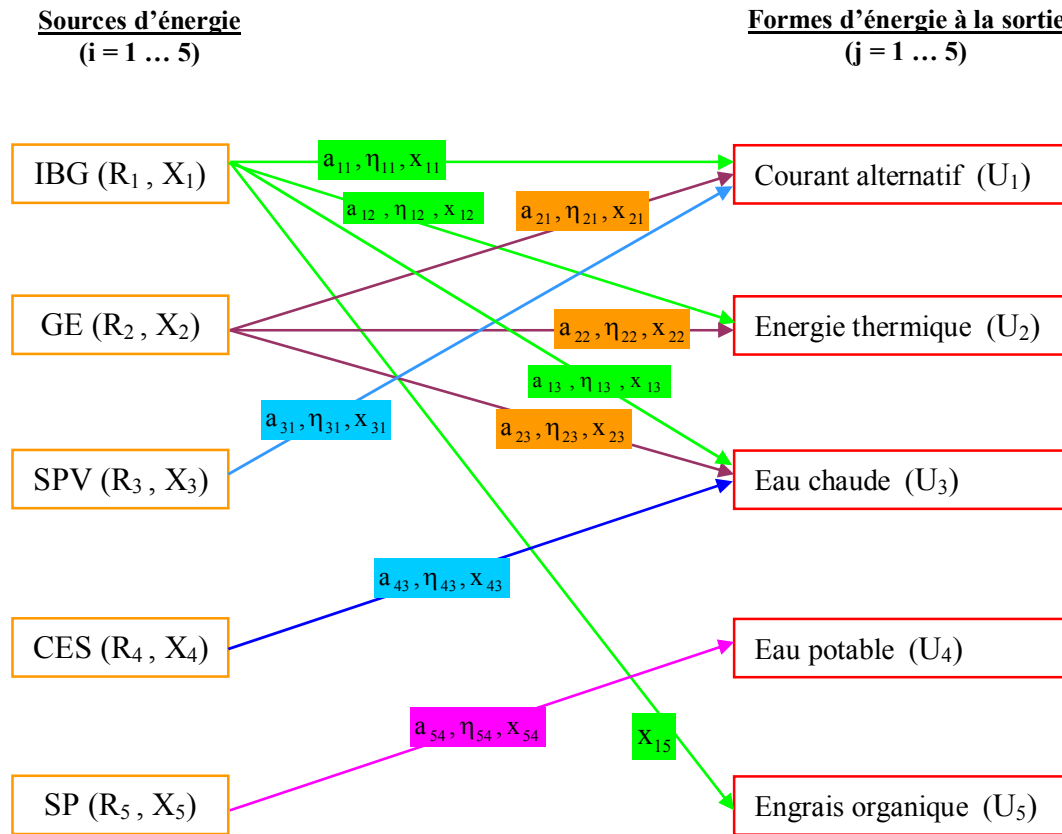 Sources d’énergie
(i = 1 … 5)
Formes d’énergie à la sortie
(j = 1 … 5)
IBG (R₁ , X₁)
a₁₁, η₁₁, x₁₁
Courant alternatif (U₁)
a₁₂ , η₁₂ , x₁₂
a₂₁, η₂₁, x₂₁
GE (R₂ , X₂)
a₂₂, η₂₂, x₂₂
Energie thermique (U₂)
a₁₃ , η₁₃ , x₁₃
a₃₁, η₃₁, x₃₁
a₂₃, η₂₃, x₂₃
SPV (R₃ , X₃)
Eau chaude (U₃)
a₄₃, η₄₃, x₄₃
CES (R₄ , X₄)
Eau potable (U₄)
a₅₄, η₅₄, x₅₄
x₁₅
SP (R₅ , X₅)
Engrais organique (U₅)